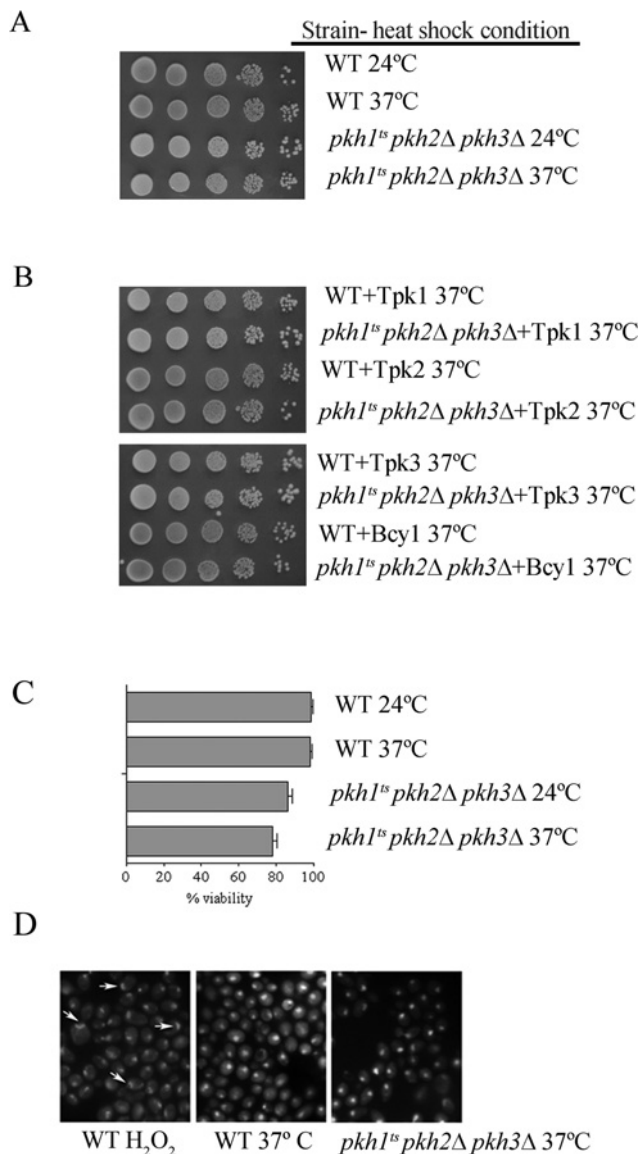 A
Strain- heat shock condition
WT 24ºC
WT 37ºC
pkh1ᵗˢ pkh2Δ pkh3Δ 24ºC
pkh1ᵗˢ pkh2Δ pkh3Δ 37ºC
B
WT+Tpk1 37ºC
pkh1ᵗˢ pkh2Δ pkh3Δ+Tpk1 37ºC
WT+Tpk2 37ºC
pkh1ᵗˢ pkh2Δ pkh3Δ+Tpk2 37ºC
WT+Tpk3 37ºC
pkh1ᵗˢ pkh2Δ pkh3Δ+Tpk3 37ºC
WT+Bcy1 37ºC
pkh1ᵗˢ pkh2Δ pkh3Δ+Bcy1 37ºC
C
WT 24ºC
WT 37ºC
pkh1ᵗˢ pkh2Δ pkh3Δ 24ºC
pkh1ᵗˢ pkh2Δ pkh3Δ 37ºC
0 20 40 60 80 100
% viability
D
WT H₂O₂
WT 37º C
pkh1ᵗˢ pkh2Δ pkh3Δ 37ºC